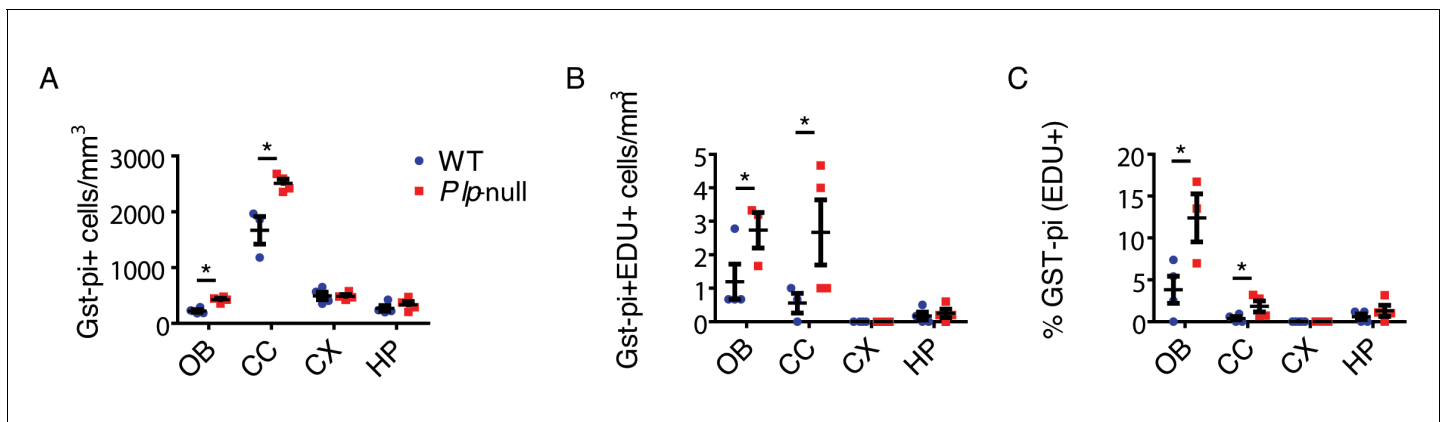 A
Gst-pi+ cells/mm3
3000
2000
1000
0
*
*
OB
CC
CX
HP
WT
Plp-null
B
Gst-pi+EDU+ cells/mm3
5
4
3
2
1
0
*
*
OB
CC
CX
HP
C
% GST-pi (EDU+)
20
15
10
5
0
*
*
OB
CC
CX
HP